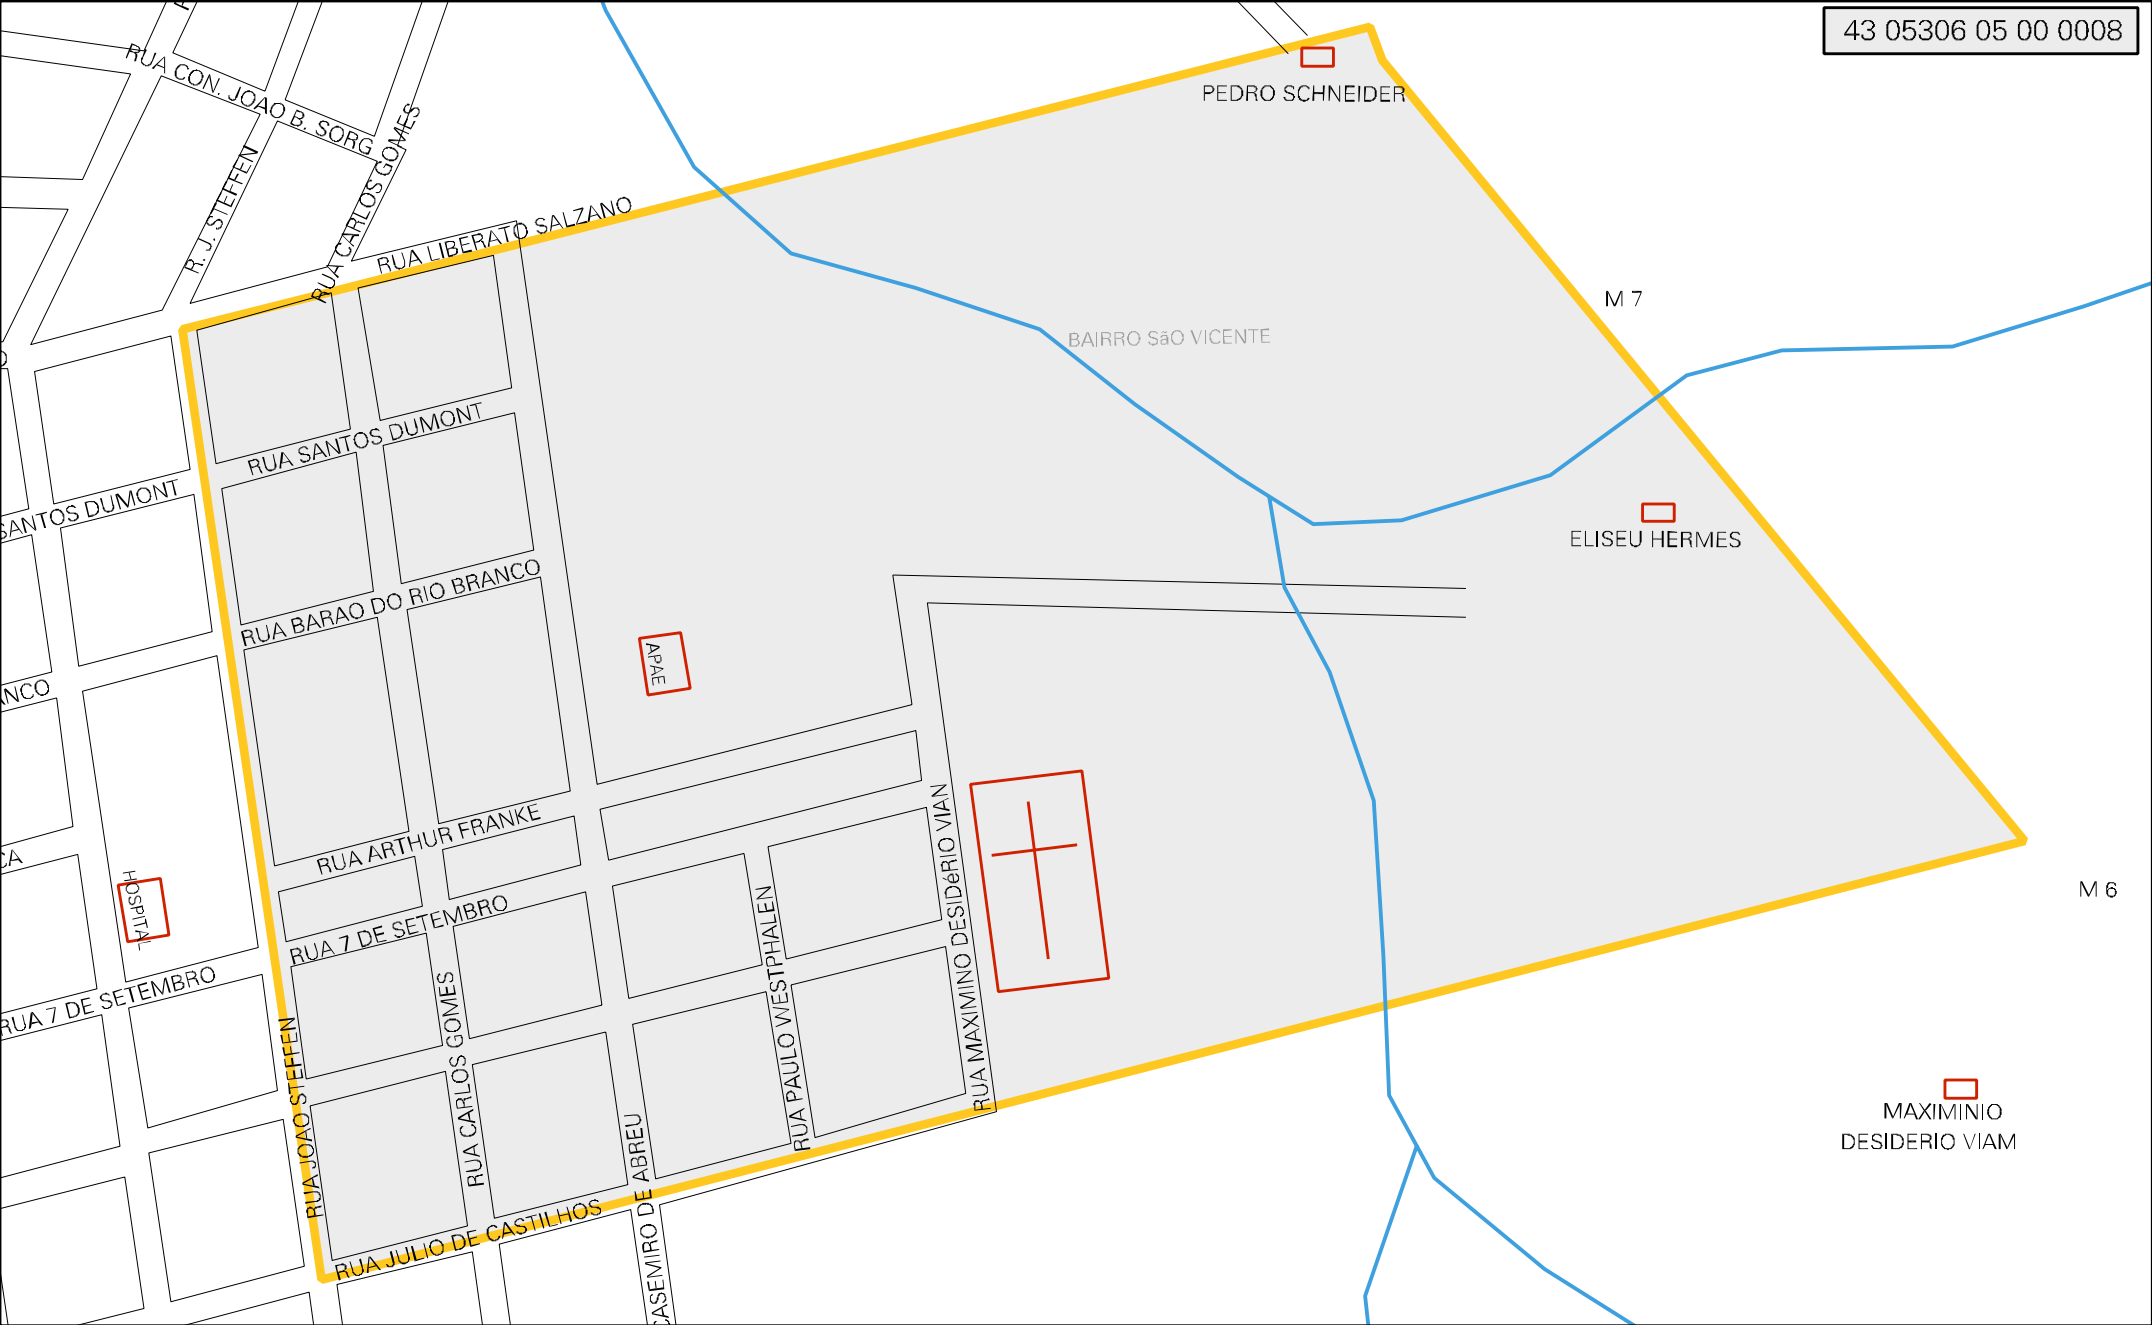 43 05306 05 00 0008
RUA CON. JOAO B. SORG
PEDRO SCHNEIDER
R. J. STEFFEN
RUA CARLOS GOMES
RUA LIBERATO SALZANO
M 7
BAIRRO SãO VICENTE
RUA SANTOS DUMONT
SANTOS DUMONT
ELISEU HERMES
RUA BARAO DO RIO BRANCO
APAE
RUA ARTHUR FRANKE
HOSPITAL
RUA 7 DE SETEMBRO
RUA 7 DE SETEMBRO
RUA PAULO WESTPHALEN
RUA MAXIMINO DESIDéRIO VIAN
M 6
RUA CARLOS GOMES
RUA JOAO STEFFEN
CASEMIRO DE ABREU
RUA JULIO DE CASTILHOS
MAXIMINIO
DESIDERIO VIAM